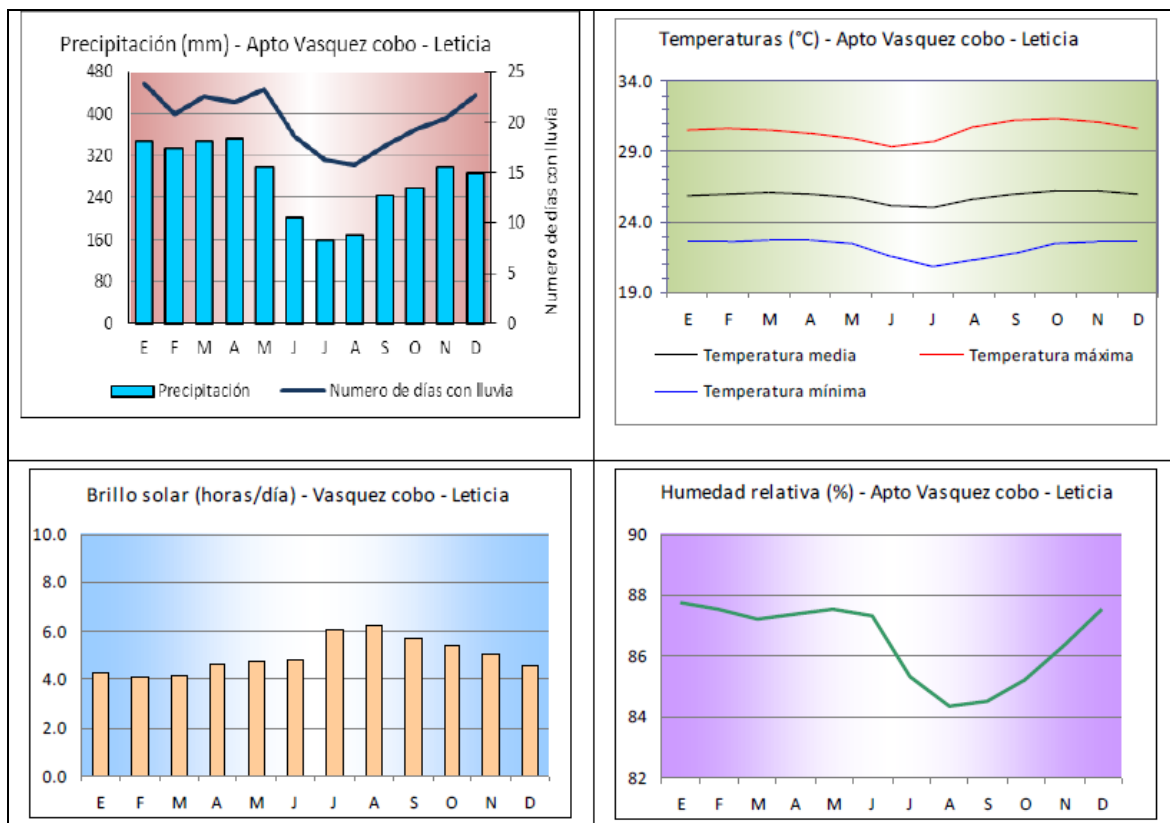 Precipitación (mm) - Apto Vasquez cobo - Leticia
480
400
320
240
160
80
0
25
20
15
10
5
0
Numero de días con lluvia
E F M A M J J A S O N D
Precipitación Numero de días con lluvia
Temperaturas (°C) - Apto Vasquez cobo - Leticia
34.0
29.0
24.0
19.0
E F M A M J J A S O N D
Temperatura media Temperatura máxima
Temperatura mínima
Brillo solar (horas/día) - Vasquez cobo - Leticia
10.0
8.0
6.0
4.0
2.0
0.0
E F M A M J J A S O N D
Humedad relativa (%) - Apto Vasquez cobo - Leticia
90
88
86
84
82
E F M A M J J A S O N D